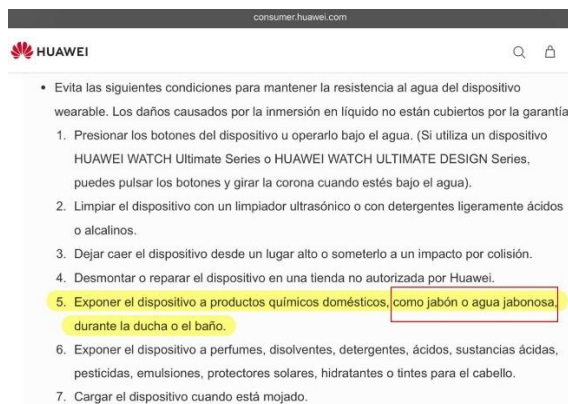 consumer.huawei.com
HUAWEI
• Evita las siguientes condiciones para mantener la resistencia al agua del dispositivo
wearable. Los daños causados por la inmersión en líquido no están cubiertos por la garantía
1. Presionar los botones del dispositivo u operarlo bajo el agua. (Si utiliza un dispositivo
HUAWEI WATCH Ultimate Series o HUAWEI WATCH ULTIMATE DESIGN Series,
puedes pulsar los botones y girar la corona cuando estés bajo el agua).
2. Limpiar el dispositivo con un limpiador ultrasónico o con detergentes ligeramente ácidos
o alcalinos.
3. Dejar caer el dispositivo desde un lugar alto o someterlo a un impacto por colisión.
4. Desmontar o reparar el dispositivo en una tienda no autorizada por Huawei.
5. Exponer el dispositivo a productos químicos domésticos, como jabón o agua jabonosa,
durante la ducha o el baño.
6. Exponer el dispositivo a perfumes, disolventes, detergentes, ácidos, sustancias ácidas,
pesticidas, emulsiones, protectores solares, hidratantes o tintes para el cabello.
7. Cargar el dispositivo cuando está mojado.